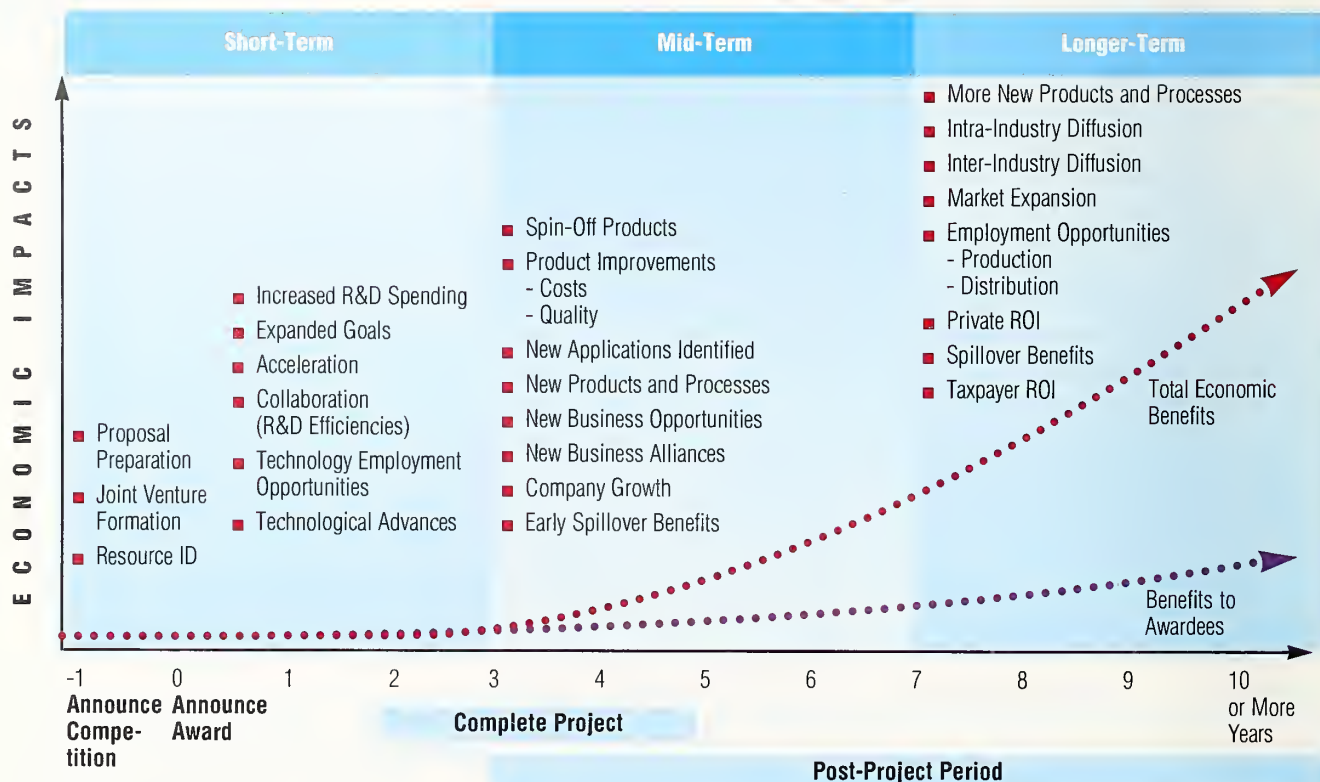 Short-Term
Mid-Term
Longer-Term
ECONOMIC IMPACTS
■ Proposal
Preparation
■ Joint Venture
Formation
■ Resource ID
■ Increased R&D Spending
■ Expanded Goals
■ Acceleration
■ Collaboration
(R&D Efficiencies)
■ Technology Employment
Opportunities
■ Technological Advances
■ Spin-Off Products
■ Product Improvements
- Costs
- Quality
■ New Applications Identified
■ New Products and Processes
■ New Business Opportunities
■ New Business Alliances
■ Company Growth
■ Early Spillover Benefits
■ More New Products and Processes
■ Intra-Industry Diffusion
■ Inter-Industry Diffusion
■ Market Expansion
■ Employment Opportunities
- Production
- Distribution
■ Private ROI
■ Spillover Benefits
■ Taxpayer ROI
Total Economic
Benefits
Benefits to
Awardees
-1 0 1 2 3 4 5 6 7 8 9 10
Announce
Compe-
tition
Announce
Award
or More
Years
Complete Project
Post-Project Period